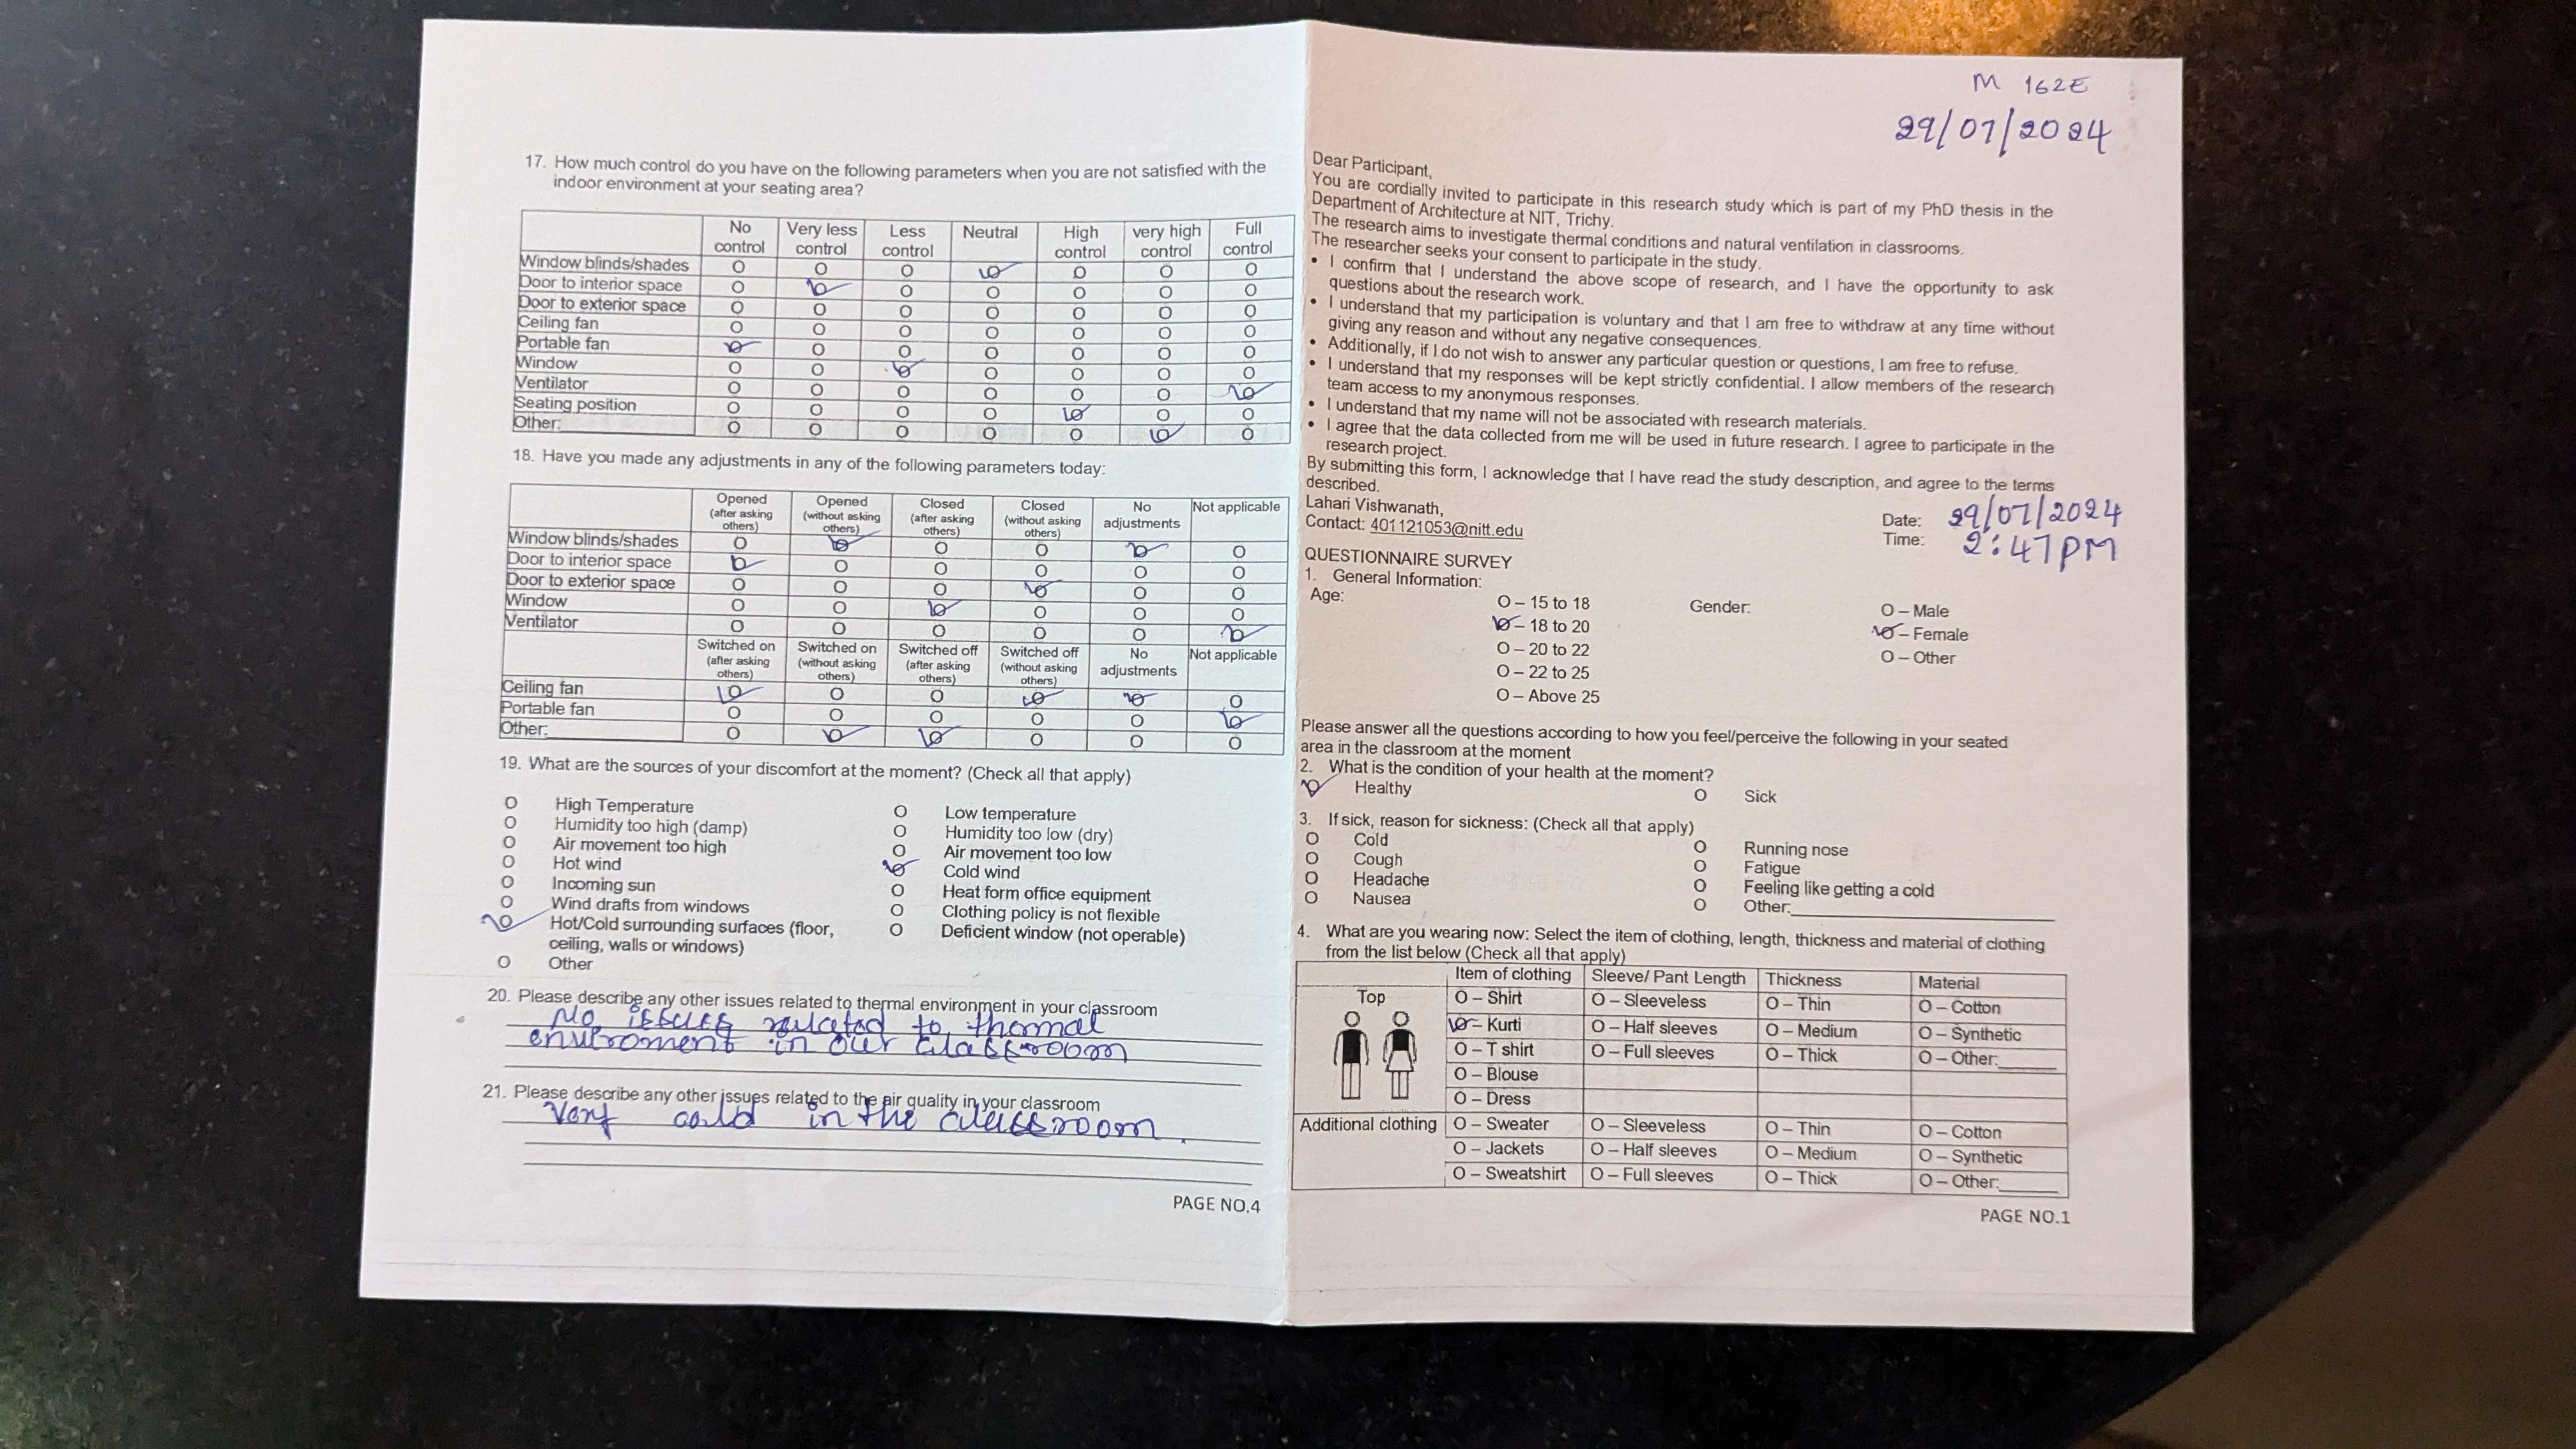 17. How much control do you have on the following parameters when you are not satisfied with the
indoor environment at your seating area?
No control Very less control Less control Neutral High control very high control Full control
Window blinds/shades O O O O O O O
Door to interior space O O O O O O O
Door to exterior space O O O O O O O
Ceiling fan O O O O O O O
Portable fan O O O O O O O
Window O O O O O O O
Ventilator O O O O O O O
Seating position O O O O O O O
Other: O O O O O O O
18. Have you made any adjustments in any of the following parameters today:
Opened (after asking others) Opened (without asking others) Closed (after asking others) Closed (without asking others) No adjustments Not applicable
Window blinds/shades O O O O O O
Door to interior space O O O O O O
Door to exterior space O O O O O O
Window O O O O O O
Ventilator O O O O O O
Switched on (after asking others) Switched on (without asking others) Switched off (after asking others) Switched off (without asking others) No adjustments Not applicable
Ceiling fan O O O O O O
Portable fan O O O O O O
Other: O O O O O O
19. What are the sources of your discomfort at the moment? (Check all that apply)
O High Temperature O Low temperature
O Humidity too high (damp) O Humidity too low (dry)
O Air movement too high O Air movement too low
O Hot wind O Cold wind
O Incoming sun O Heat form office equipment
O Wind drafts from windows O Clothing policy is not flexible
O Hot/Cold surrounding surfaces (floor, O Deficient window (not operable)
ceiling, walls or windows)
O Other
20. Please describe any other issues related to thermal environment in your classroom
No issues related to thormal
enviroment in our classroom
21. Please describe any other issues related to the air quality in your classroom
Very cold in the classroom.
PAGE NO.4
M 162E
29/07/2024
Dear Participant,
You are cordially invited to participate in this research study which is part of my PhD thesis in the
Department of Architecture at NIT, Trichy.
The research aims to investigate thermal conditions and natural ventilation in classrooms.
The researcher seeks your consent to participate in the study.
• I confirm that I understand the above scope of research, and I have the opportunity to ask
questions about the research work.
• I understand that my participation is voluntary and that I am free to withdraw at any time without
giving any reason and without any negative consequences.
• Additionally, if I do not wish to answer any particular question or questions, I am free to refuse.
• I understand that my responses will be kept strictly confidential. I allow members of the research
team access to my anonymous responses.
• I understand that my name will not be associated with research materials.
• I agree that the data collected from me will be used in future research. I agree to participate in the
research project.
By submitting this form, I acknowledge that I have read the study description, and agree to the terms
described.
Lahari Vishwanath,
Contact: 401121053@nitt.edu
Date: 29/07/2024
Time: 2:47PM
QUESTIONNAIRE SURVEY
1. General Information:
Age: O – 15 to 18 Gender: O – Male
O – 18 to 20 O – Female
O – 20 to 22 O – Other
O – 22 to 25
O – Above 25
Please answer all the questions according to how you feel/perceive the following in your seated
area in the classroom at the moment
2. What is the condition of your health at the moment?
O Healthy O Sick
3. If sick, reason for sickness: (Check all that apply)
O Cold O Running nose
O Cough O Fatigue
O Headache O Feeling like getting a cold
O Nausea O Other:
4. What are you wearing now: Select the item of clothing, length, thickness and material of clothing
from the list below (Check all that apply)
Item of clothing Sleeve/ Pant Length Thickness Material
Top O – Shirt O – Sleeveless O – Thin O – Cotton
O – Kurti O – Half sleeves O – Medium O – Synthetic
O – T shirt O – Full sleeves O – Thick O – Other:
O – Blouse
O – Dress
Additional clothing O – Sweater O – Sleeveless O – Thin O – Cotton
O – Jackets O – Half sleeves O – Medium O – Synthetic
O – Sweatshirt O – Full sleeves O – Thick O – Other:
PAGE NO.1